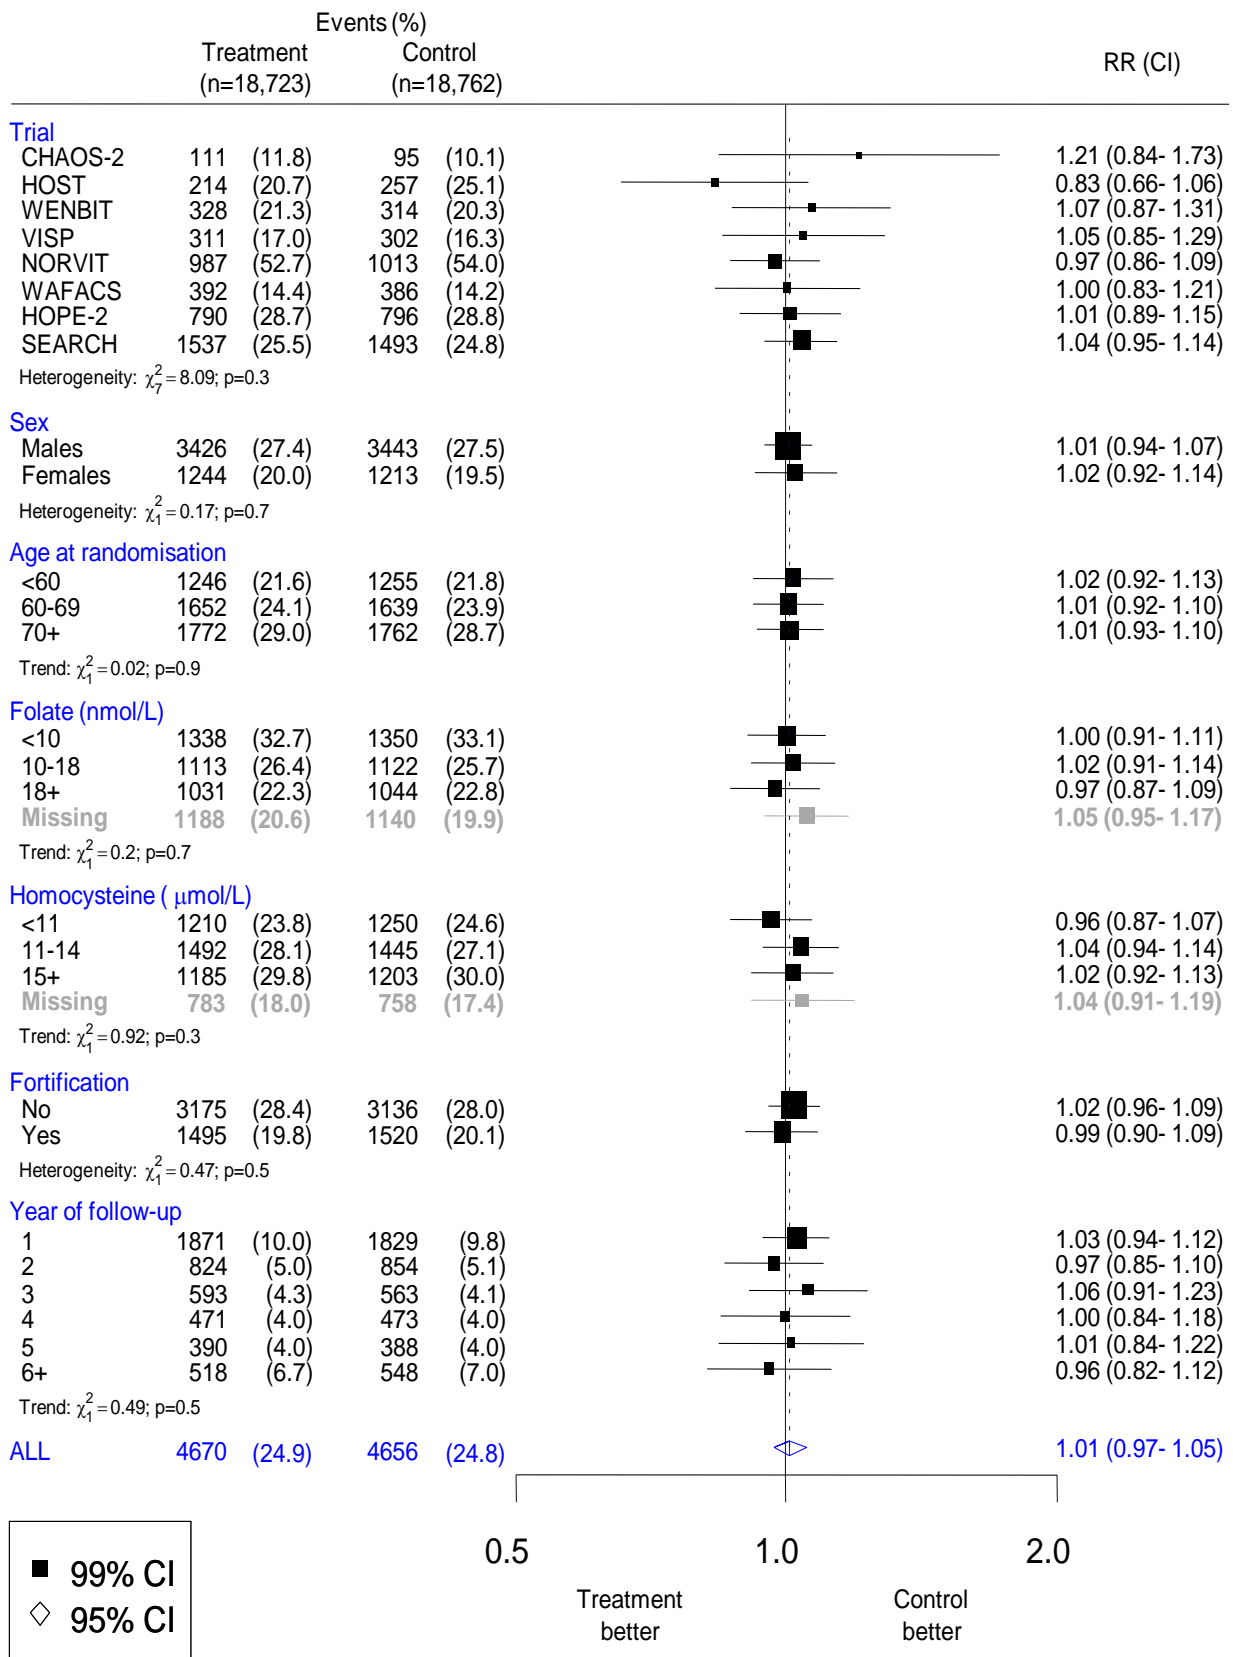 Events (%)
Treatment Control
(n=18,723) (n=18,762) RR (CI)
Trial
CHAOS-2 111 (11.8) 95 (10.1) 1.21 (0.84- 1.73)
HOST 214 (20.7) 257 (25.1) 0.83 (0.66- 1.06)
WENBIT 328 (21.3) 314 (20.3) 1.07 (0.87- 1.31)
VISP 311 (17.0) 302 (16.3) 1.05 (0.85- 1.29)
NORVIT 987 (52.7) 1013 (54.0) 0.97 (0.86- 1.09)
WAFACS 392 (14.4) 386 (14.2) 1.00 (0.83- 1.21)
HOPE-2 790 (28.7) 796 (28.8) 1.01 (0.89- 1.15)
SEARCH 1537 (25.5) 1493 (24.8) 1.04 (0.95- 1.14)
Heterogeneity: χ²₇ = 8.09; p=0.3
Sex
Males 3426 (27.4) 3443 (27.5) 1.01 (0.94- 1.07)
Females 1244 (20.0) 1213 (19.5) 1.02 (0.92- 1.14)
Heterogeneity: χ²₁ = 0.17; p=0.7
Age at randomisation
<60 1246 (21.6) 1255 (21.8) 1.02 (0.92- 1.13)
60-69 1652 (24.1) 1639 (23.9) 1.01 (0.92- 1.10)
70+ 1772 (29.0) 1762 (28.7) 1.01 (0.93- 1.10)
Trend: χ²₁ = 0.02; p=0.9
Folate (nmol/L)
<10 1338 (32.7) 1350 (33.1) 1.00 (0.91- 1.11)
10-18 1113 (26.4) 1122 (25.7) 1.02 (0.91- 1.14)
18+ 1031 (22.3) 1044 (22.8) 0.97 (0.87- 1.09)
Missing 1188 (20.6) 1140 (19.9) 1.05 (0.95- 1.17)
Trend: χ²₁ = 0.2; p=0.7
Homocysteine ( μmol/L)
<11 1210 (23.8) 1250 (24.6) 0.96 (0.87- 1.07)
11-14 1492 (28.1) 1445 (27.1) 1.04 (0.94- 1.14)
15+ 1185 (29.8) 1203 (30.0) 1.02 (0.92- 1.13)
Missing 783 (18.0) 758 (17.4) 1.04 (0.91- 1.19)
Trend: χ²₁ = 0.92; p=0.3
Fortification
No 3175 (28.4) 3136 (28.0) 1.02 (0.96- 1.09)
Yes 1495 (19.8) 1520 (20.1) 0.99 (0.90- 1.09)
Heterogeneity: χ²₁ = 0.47; p=0.5
Year of follow-up
1 1871 (10.0) 1829 (9.8) 1.03 (0.94- 1.12)
2 824 (5.0) 854 (5.1) 0.97 (0.85- 1.10)
3 593 (4.3) 563 (4.1) 1.06 (0.91- 1.23)
4 471 (4.0) 473 (4.0) 1.00 (0.84- 1.18)
5 390 (4.0) 388 (4.0) 1.01 (0.84- 1.22)
6+ 518 (6.7) 548 (7.0) 0.96 (0.82- 1.12)
Trend: χ²₁ = 0.49; p=0.5
ALL 4670 (24.9) 4656 (24.8) 1.01 (0.97- 1.05)
0.5 1.0 2.0
Treatment Control
better better
99% CI
95% CI